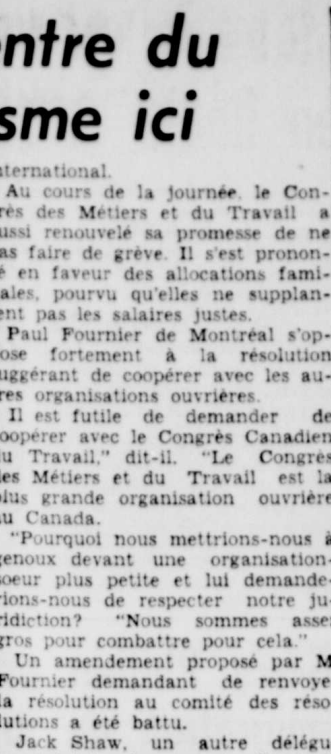 ntre du
sme ici
nternational.
Au cours de la journée, le Con-
rès des Métiers et du Travail a
ussi renouvelé sa promesse de ne
as faire de grève. Il s'est pronon-
é en faveur des allocations fami-
ales, pourvu qu'elles ne supplan-
ent pas les salaires justes.
Paul Fournier de Montréal s'op-
ose fortement à la résolution
uggérant de coopérer avec les au-
res organisations ouvrières.
Il est futile de demander de
oopérer avec le Congrès Canadien
u Travail," dit-il. "Le Congrès
es Métiers et du Travail est la
lus grande organisation ouvrière
u Canada.
"Pourquoi nous mettrions-nous à
genoux devant une organisation-
soeur plus petite et lui demande-
rions-nous de respecter notre ju-
ridiction? "Nous sommes asse
gros pour combattre pour cela."
Un amendement proposé par M
Fournier demandant de renvoye
la résolution au comité des réso
lutions a été battu.
Jack Shaw, un autre délégu